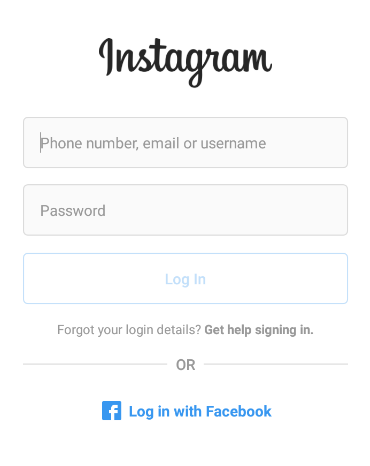 Instagram
Phone number, email or username
Password
Log In
Forgot your login details? Get help signing in.
OR
f Log in with Facebook